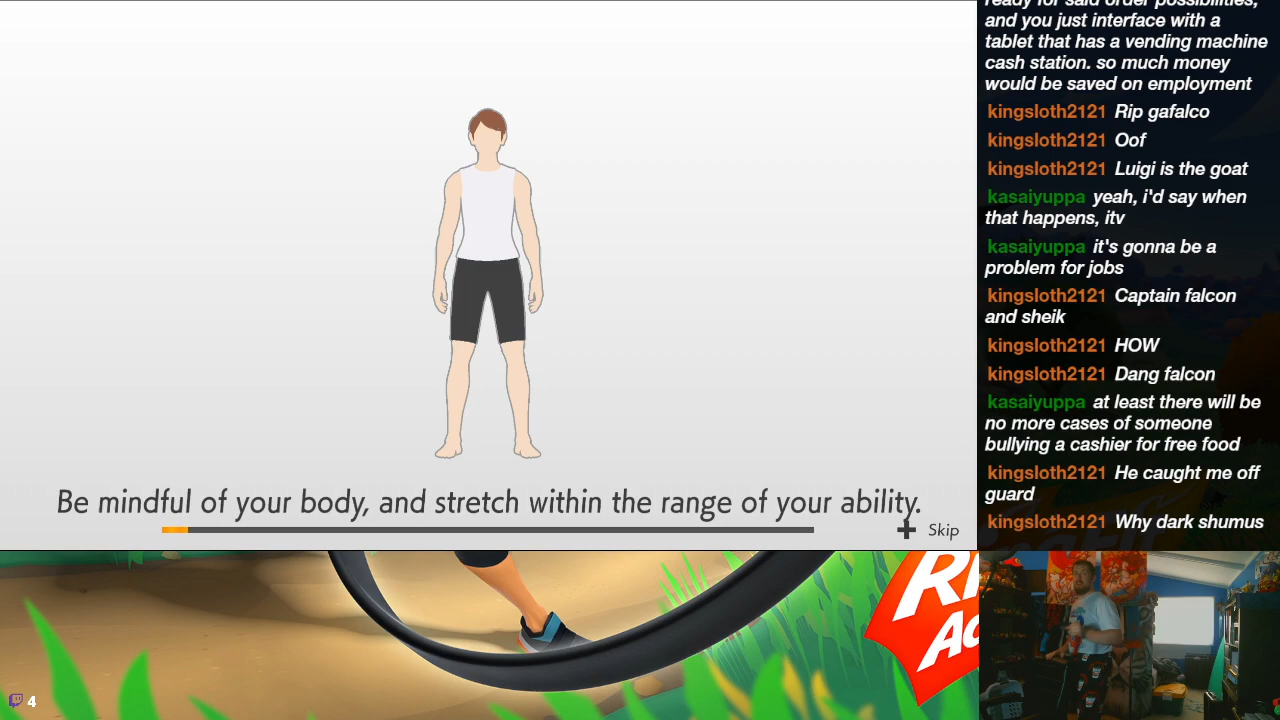 ready for said order possibilities,
and you just interface with a
tablet that has a vending machine
cash station. so much money
would be saved on employment
kingsloth2121 Rip gafalco
kingsloth2121 Oof
kingsloth2121 Luigi is the goat
kasaiyuppa yeah, i'd say when
that happens, itv
kasaiyuppa it's gonna be a
problem for jobs
kingsloth2121 Captain falcon
and sheik
kingsloth2121 HOW
kingsloth2121 Dang falcon
kasaiyuppa at least there will be
no more cases of someone
bullying a cashier for free food
kingsloth2121 He caught me off
guard
kingsloth2121 Why dark shumus
Be mindful of your body, and stretch within the range of your ability.
Skip
4